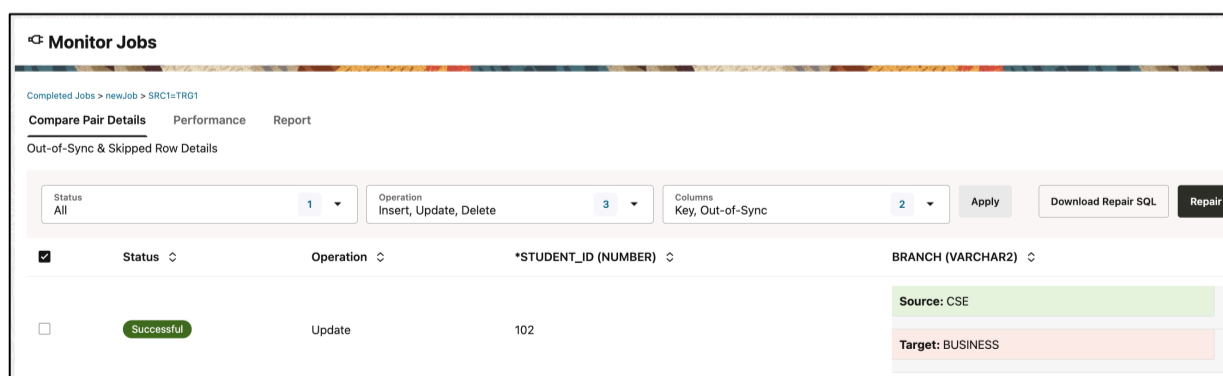 Monitor Jobs
Completed Jobs > newJob > SRC1=TRG1
Compare Pair Details Performance Report
Out-of-Sync & Skipped Row Details
Status
All
1
Operation
Insert, Update, Delete
3
Columns
Key, Out-of-Sync
2
Apply
Download Repair SQL
Repair
Status Operation *STUDENT_ID (NUMBER) BRANCH (VARCHAR2)
Source: CSE
Successful Update 102
Target: BUSINESS